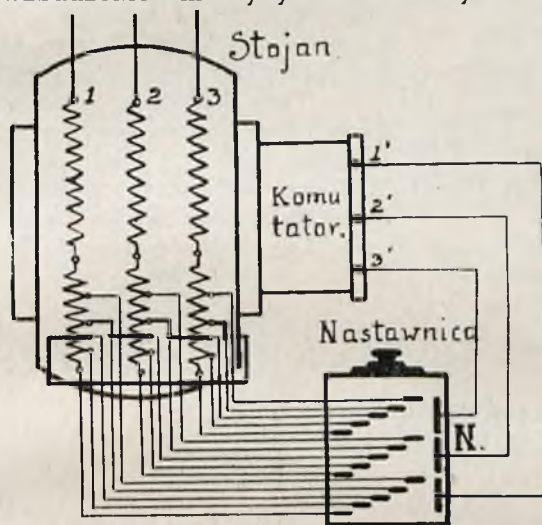 Stojan
1 2 3
1'
Komu
tator.
2'
3'
Nastawnica
N.